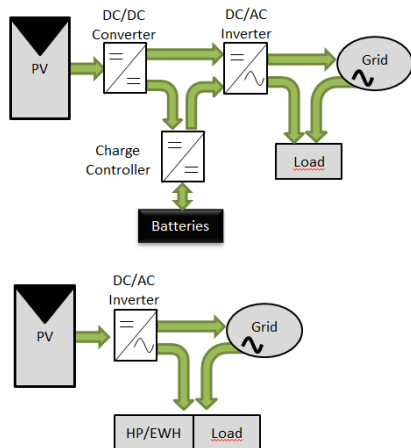 DC/DC
Converter
DC/AC
Inverter
PV
Grid
Charge
Controller
Load
Batteries
DC/AC
Inverter
PV
Grid
HP/EWH
Load